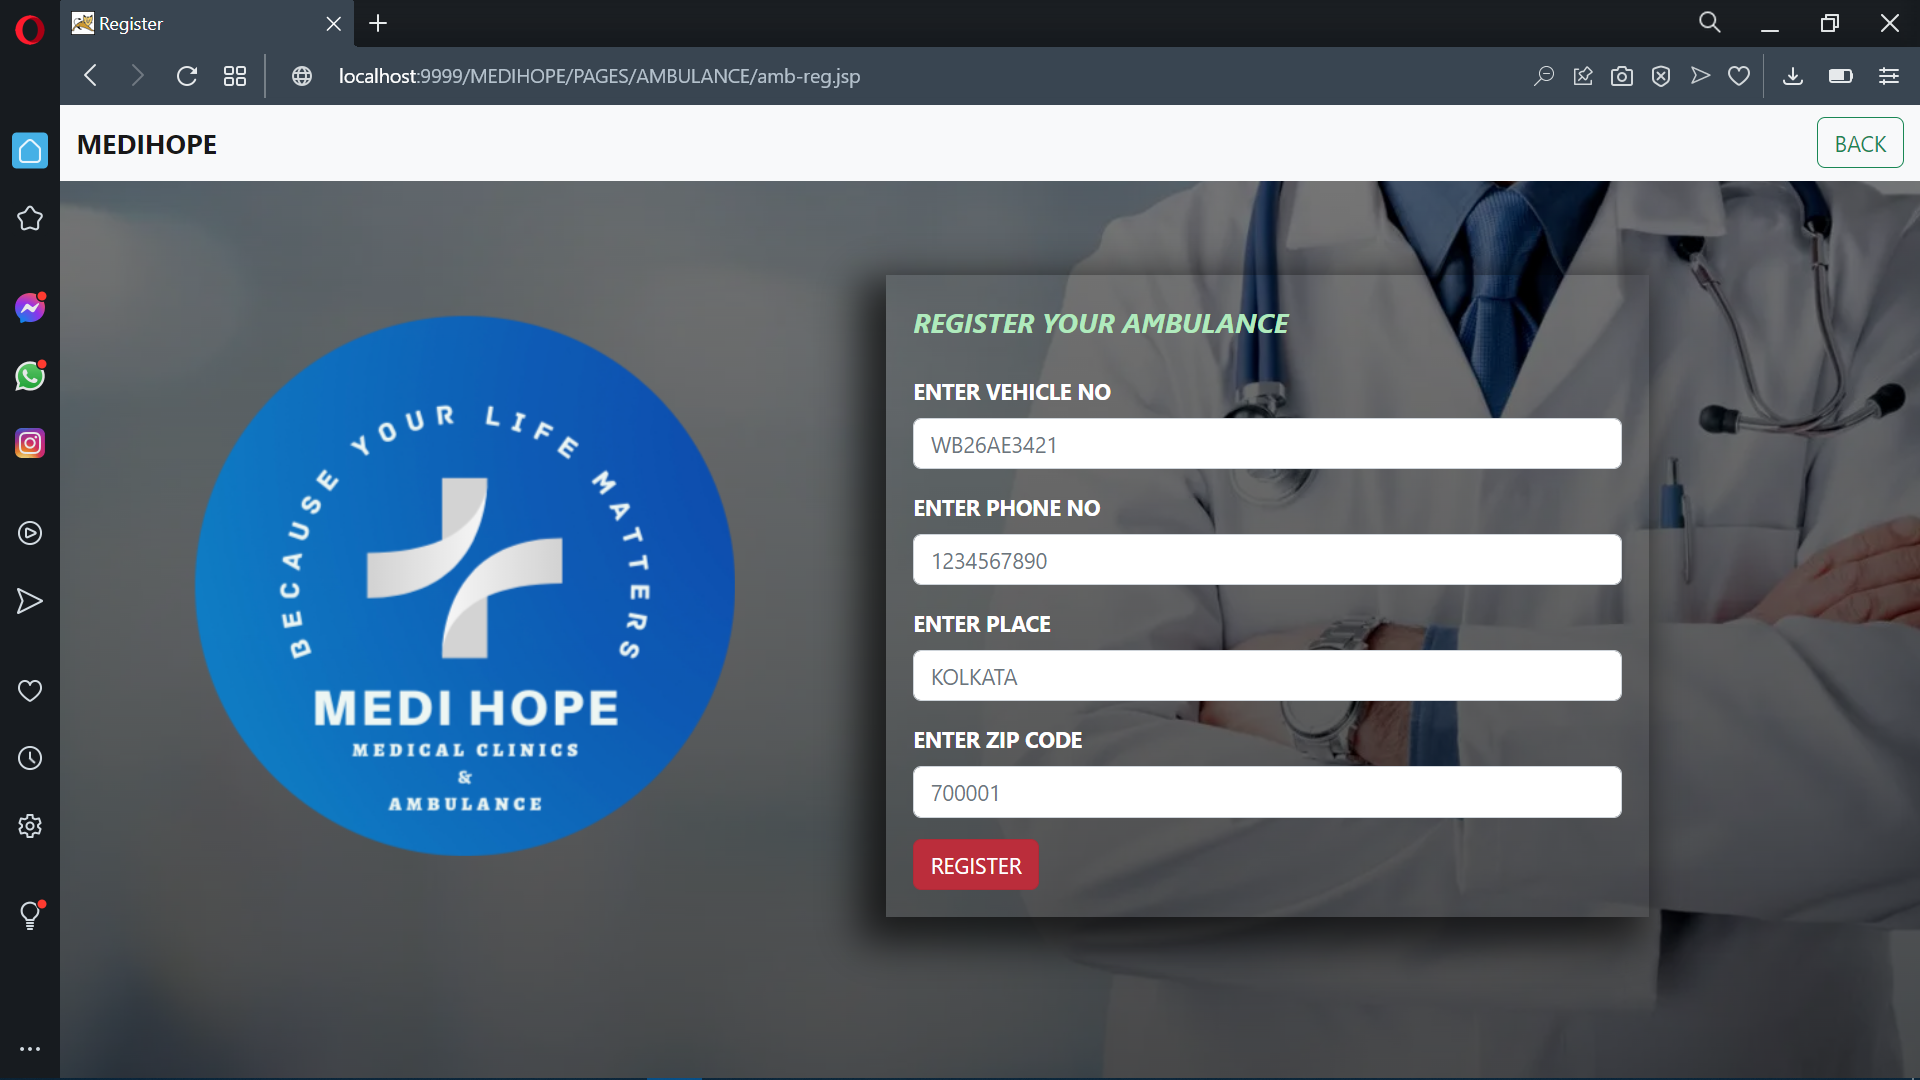 Register
localhost:9999/MEDIHOPE/PAGES/AMBULANCE/amb-reg.jsp
MEDIHOPE
BACK
BECAUSE YOUR LIFE MATTERS
MEDI HOPE
MEDICAL CLINICS
&
AMBULANCE
REGISTER YOUR AMBULANCE
ENTER VEHICLE NO
WB26AE3421
ENTER PHONE NO
1234567890
ENTER PLACE
KOLKATA
ENTER ZIP CODE
700001
REGISTER